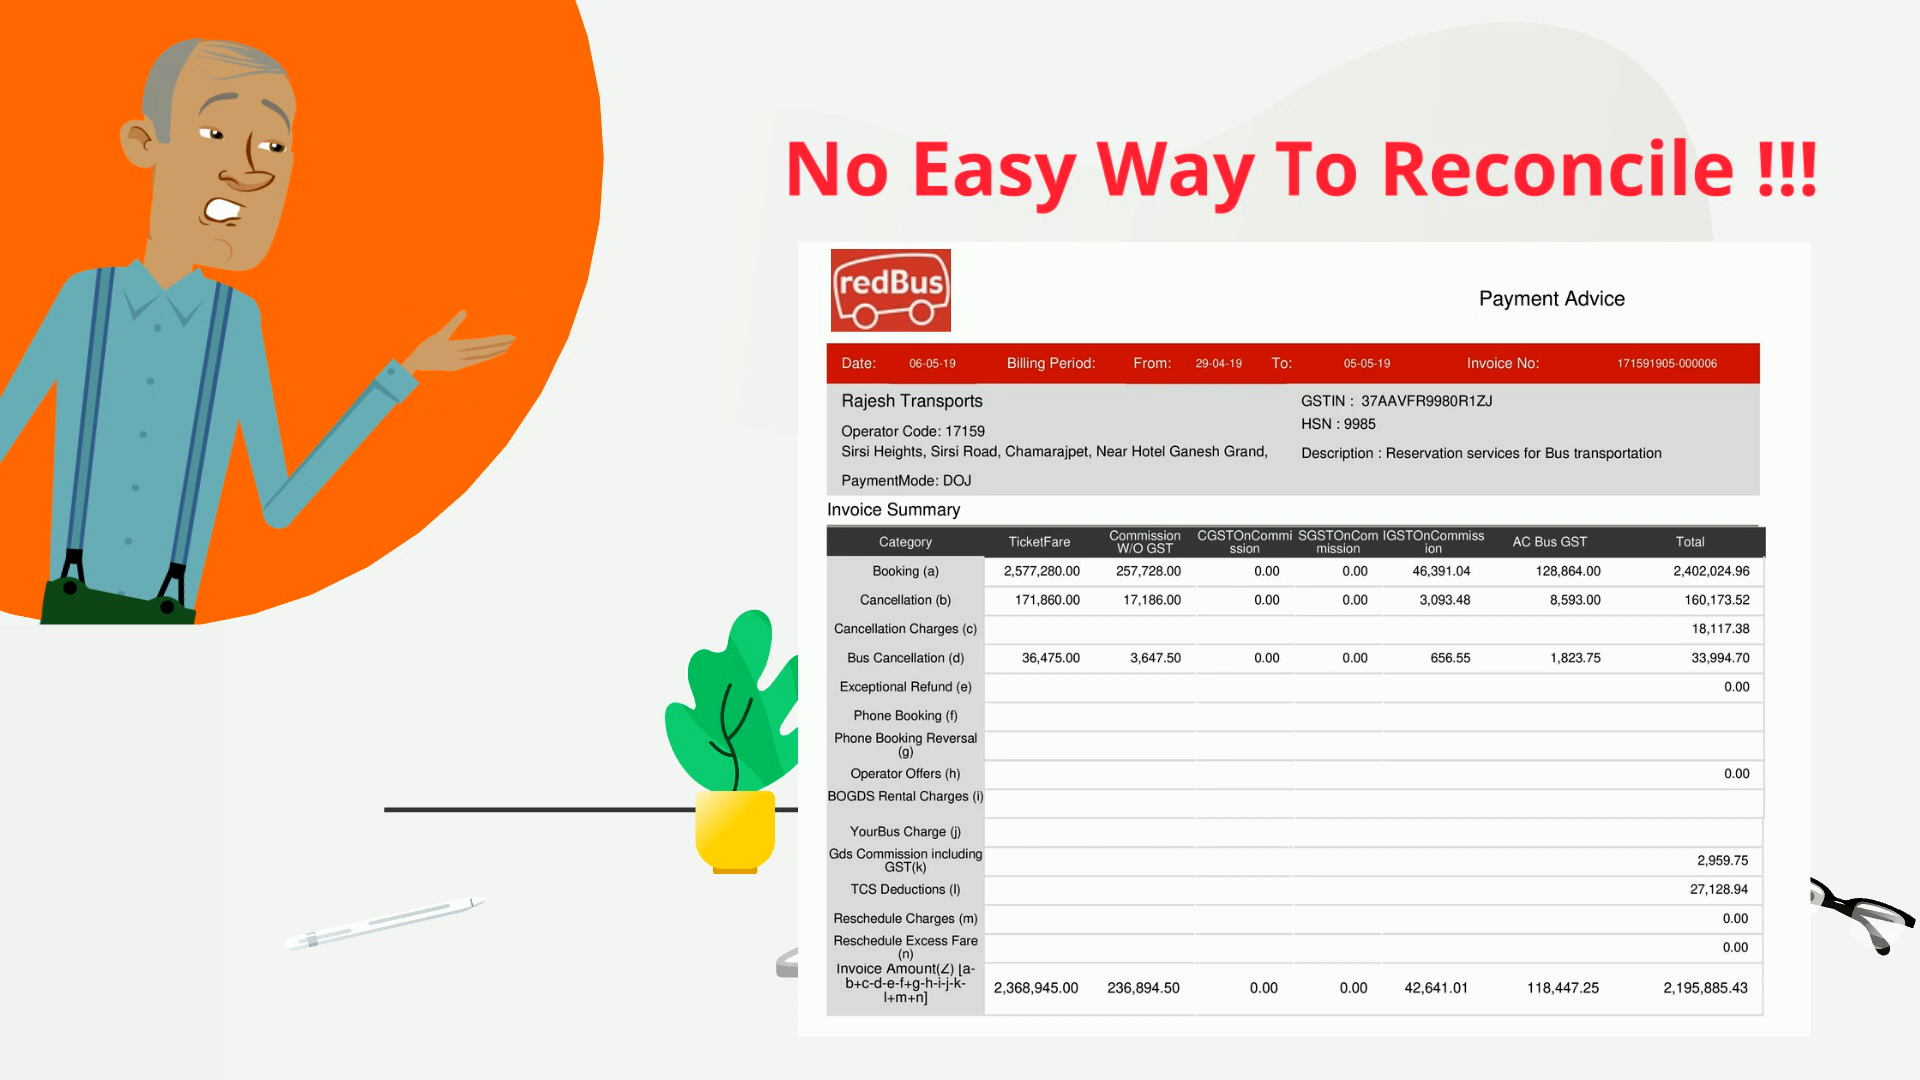 No Easy Way To Reconcile !!!
redBus
Payment Advice
Date: 06-05-19 Billing Period: From: 29-04-19 To: 05-05-19 Invoice No: 171591905-000006
Rajesh Transports
GSTIN : 37AAVFR9980R1ZJ
Operator Code: 17159
HSN : 9985
Sirsi Heights, Sirsi Road, Chamarajpet, Near Hotel Ganesh Grand,
Description : Reservation services for Bus transportation
PaymentMode: DOJ
Invoice Summary
Category TicketFare Commission W/O GST CGSTOnCommi ssion SGSTOnCom mission IGSTOnCommiss ion AC Bus GST Total
Booking (a) 2,577,280.00 257,728.00 0.00 0.00 46,391.04 128,864.00 2,402,024.96
Cancellation (b) 171,860.00 17,186.00 0.00 0.00 3,093.48 8,593.00 160,173.52
Cancellation Charges (c) 18,117.38
Bus Cancellation (d) 36,475.00 3,647.50 0.00 0.00 656.55 1,823.75 33,994.70
Exceptional Refund (e) 0.00
Phone Booking (f)
Phone Booking Reversal
(g)
Operator Offers (h) 0.00
BOGDS Rental Charges (i)
YourBus Charge (j)
Gds Commission including
GST(k) 2,959.75
TCS Deductions (l) 27,128.94
Reschedule Charges (m) 0.00
Reschedule Excess Fare
(n) 0.00
Invoice Amount(∠) [a-
b+c-d-e-f+g-h-i-j-k-
l+m+n] 2,368,945.00 236,894.50 0.00 0.00 42,641.01 118,447.25 2,195,885.43